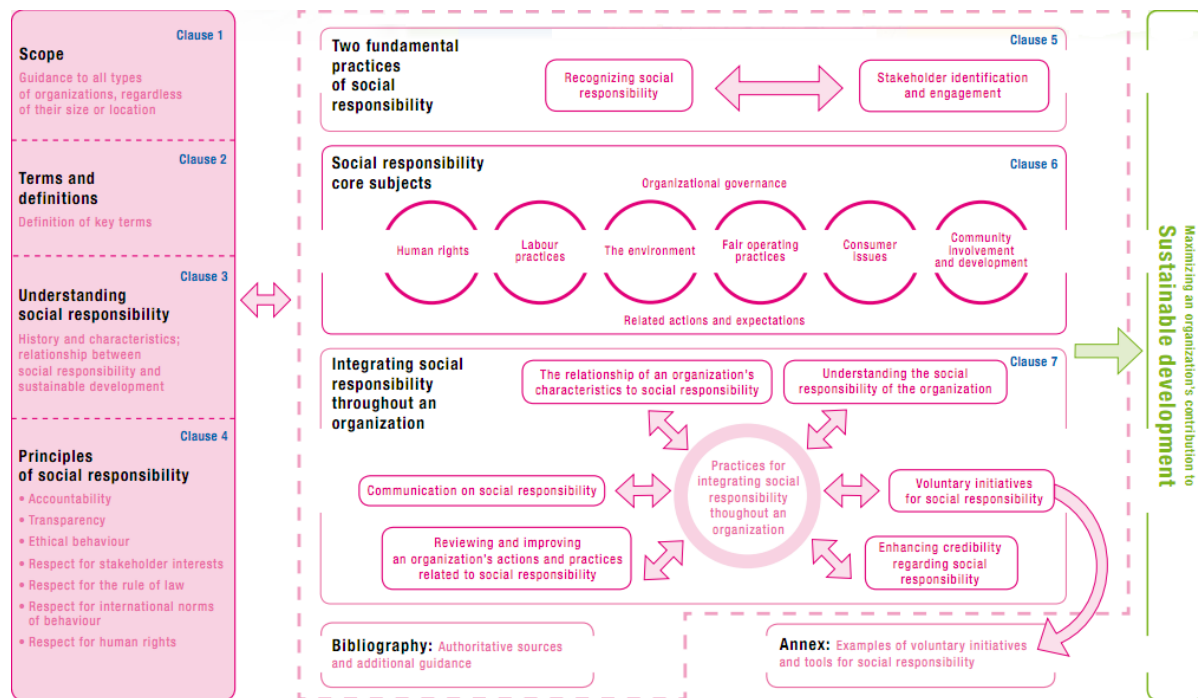 Clause 1
Scope
Guidance to all types
of organizations, regardless
of their size or location
Clause 2
Terms and
definitions
Definition of key terms
Clause 3
Understanding
social responsibility
History and characteristics;
relationship between
social responsibility and
sustainable development
Clause 4
Principles
of social responsibility
• Accountability
• Transparency
• Ethical behaviour
• Respect for stakeholder interests
• Respect for the rule of law
• Respect for international norms
of behaviour
• Respect for human rights
Two fundamental
practices
of social
responsibility
Clause 5
Recognizing social
responsibility
Stakeholder identification
and engagement
Social responsibility
core subjects
Clause 6
Organizational governance
Human rights
Labour
practices
The environment
Fair operating
practices
Consumer
issues
Community
involvement
and development
Related actions and expectations
Integrating social
responsibility
throughout an
organization
Clause 7
The relationship of an organization's
characteristics to social responsibility
Understanding the social
responsibility of the organization
Practices for
integrating social
responsibility
thoughout an
organization
Communication on social responsibility
Voluntary initiatives
for social responsibility
Reviewing and improving
an organization's actions and practices
related to social responsibility
Enhancing credibility
regarding social
responsibility
Bibliography: Authoritative sources
and additional guidance
Annex: Examples of voluntary initiatives
and tools for social responsibility
Maximizing an organization's contribution to
Sustainable development